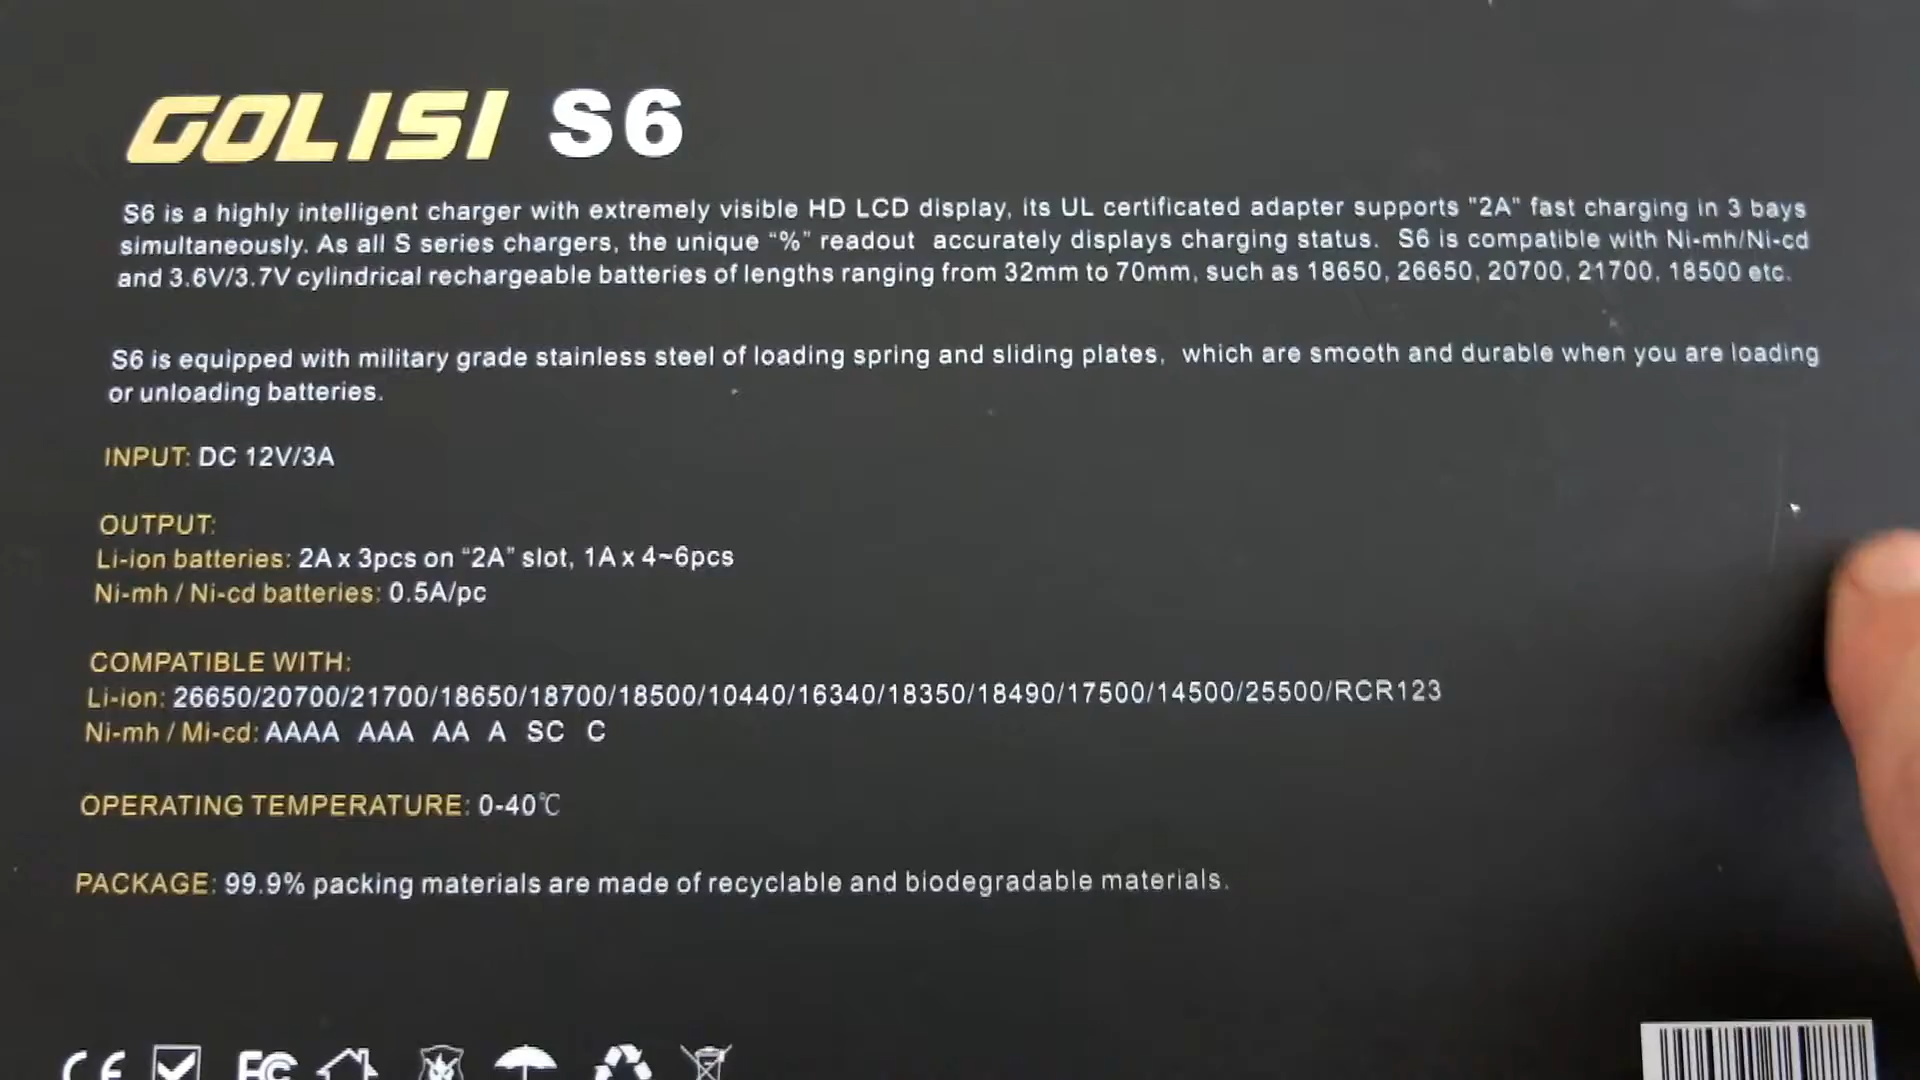 GOLISI S6
S6 is a highly intelligent charger with extremely visible HD LCD display, its UL certificated adapter supports "2A" fast charging in 3 bays
simultaneously. As all S series chargers, the unique “%” readout accurately displays charging status. S6 is compatible with Ni-mh/Ni-cd
and 3.6V/3.7V cylindrical rechargeable batteries of lengths ranging from 32mm to 70mm, such as 18650, 26650, 20700, 21700, 18500 etc.
S6 is equipped with military grade stainless steel of loading spring and sliding plates, which are smooth and durable when you are loading
or unloading batteries.
INPUT: DC 12V/3A
OUTPUT:
Li-ion batteries: 2A x 3pcs on “2A” slot, 1A x 4~6pcs
Ni-mh / Ni-cd batteries: 0.5A/pc
COMPATIBLE WITH:
Li-ion: 26650/20700/21700/18650/18700/18500/10440/16340/18350/18490/17500/14500/25500/RCR123
Ni-mh / Mi-cd: AAAA AAA AA A SC C
OPERATING TEMPERATURE: 0-40℃
PACKAGE: 99.9% packing materials are made of recyclable and biodegradable materials.
CE FC